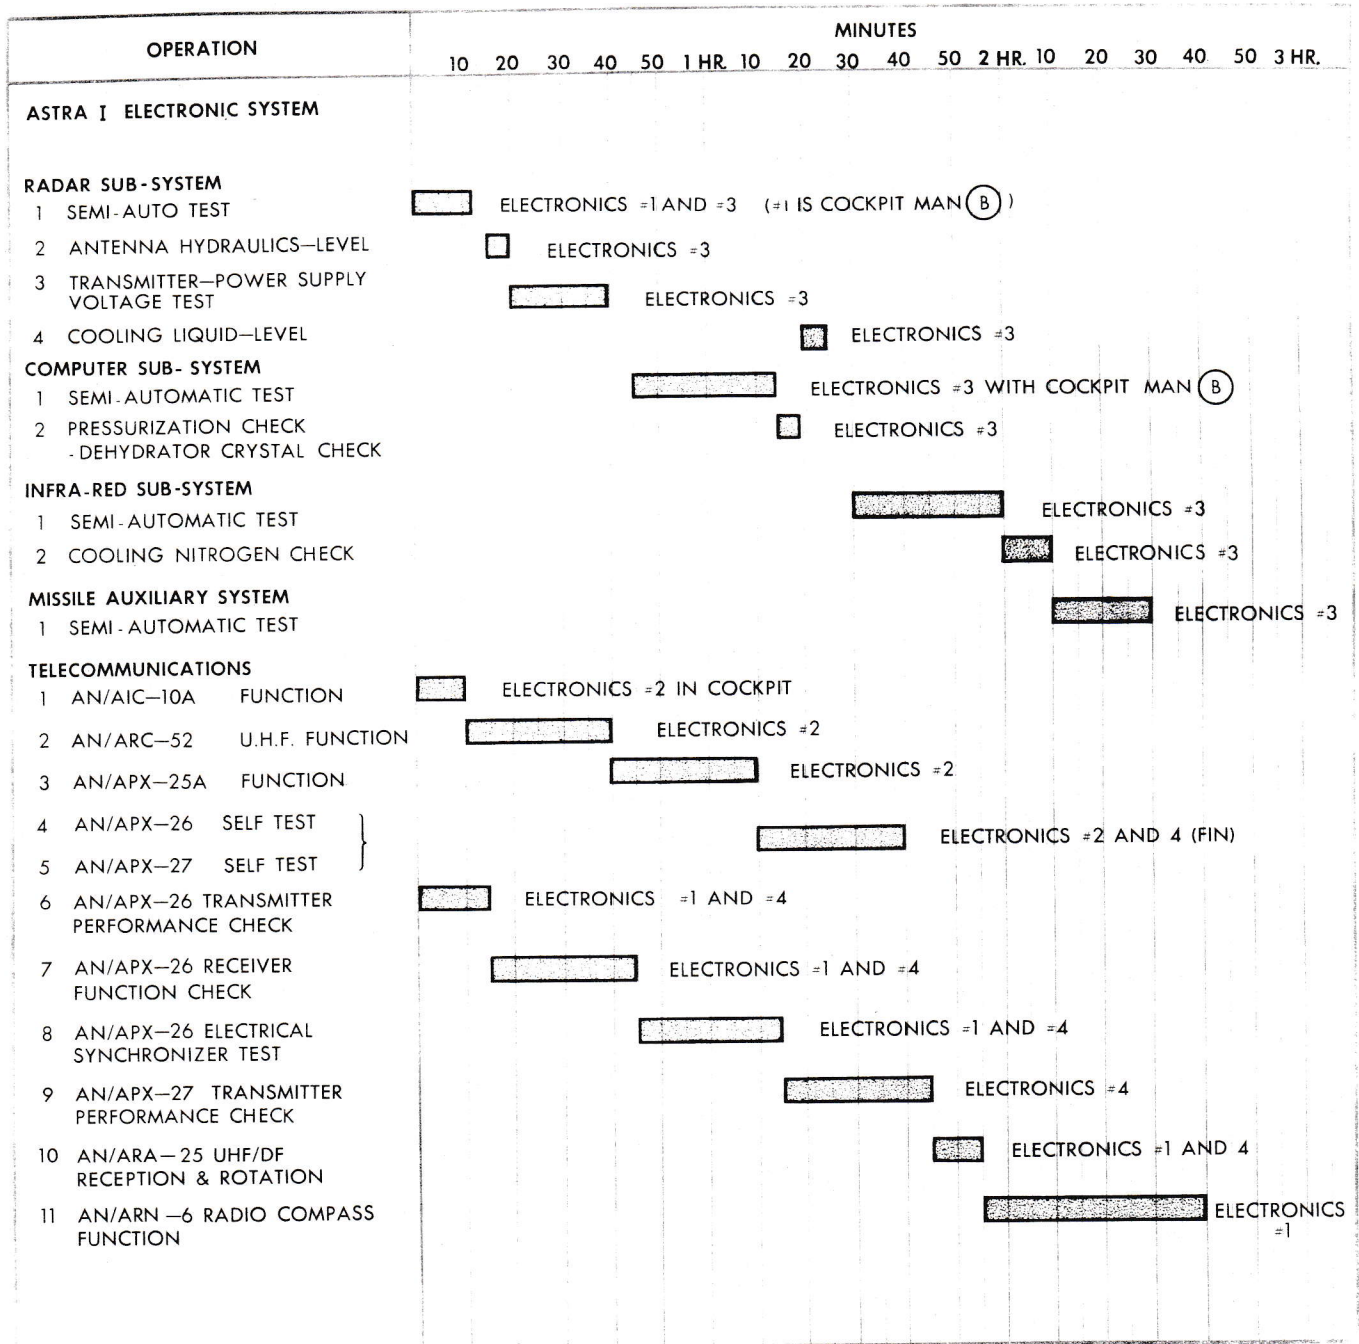 OPERATION
MINUTES
10 20 30 40 50 1 HR. 10 20 30 40 50 2 HR. 10 20 30 40 50 3 HR.
ASTRA I ELECTRONIC SYSTEM
RADAR SUB-SYSTEM
1 SEMI-AUTO TEST ELECTRONICS #1 AND #3 (#1 IS COCKPIT MAN B )
2 ANTENNA HYDRAULICS—LEVEL ELECTRONICS #3
3 TRANSMITTER—POWER SUPPLY
VOLTAGE TEST ELECTRONICS #3
4 COOLING LIQUID—LEVEL ELECTRONICS #3
COMPUTER SUB- SYSTEM
1 SEMI-AUTOMATIC TEST ELECTRONICS #3 WITH COCKPIT MAN B
2 PRESSURIZATION CHECK ELECTRONICS #3
- DEHYDRATOR CRYSTAL CHECK
INFRA-RED SUB-SYSTEM
1 SEMI-AUTOMATIC TEST ELECTRONICS #3
2 COOLING NITROGEN CHECK ELECTRONICS #3
MISSILE AUXILIARY SYSTEM
1 SEMI-AUTOMATIC TEST ELECTRONICS #3
TELECOMMUNICATIONS
1 AN/AIC—10A FUNCTION ELECTRONICS #2 IN COCKPIT
2 AN/ARC—52 U.H.F. FUNCTION ELECTRONICS #2
3 AN/APX—25A FUNCTION ELECTRONICS #2
4 AN/APX—26 SELF TEST
ELECTRONICS #2 AND 4 (FIN)
5 AN/APX—27 SELF TEST
6 AN/APX—26 TRANSMITTER ELECTRONICS #1 AND #4
PERFORMANCE CHECK
7 AN/APX—26 RECEIVER ELECTRONICS #1 AND #4
FUNCTION CHECK
8 AN/APX—26 ELECTRICAL ELECTRONICS #1 AND #4
SYNCHRONIZER TEST
9 AN/APX—27 TRANSMITTER ELECTRONICS #4
PERFORMANCE CHECK
10 AN/ARA—25 UHF/DF ELECTRONICS #1 AND 4
RECEPTION & ROTATION
11 AN/ARN—6 RADIO COMPASS ELECTRONICS
FUNCTION #1